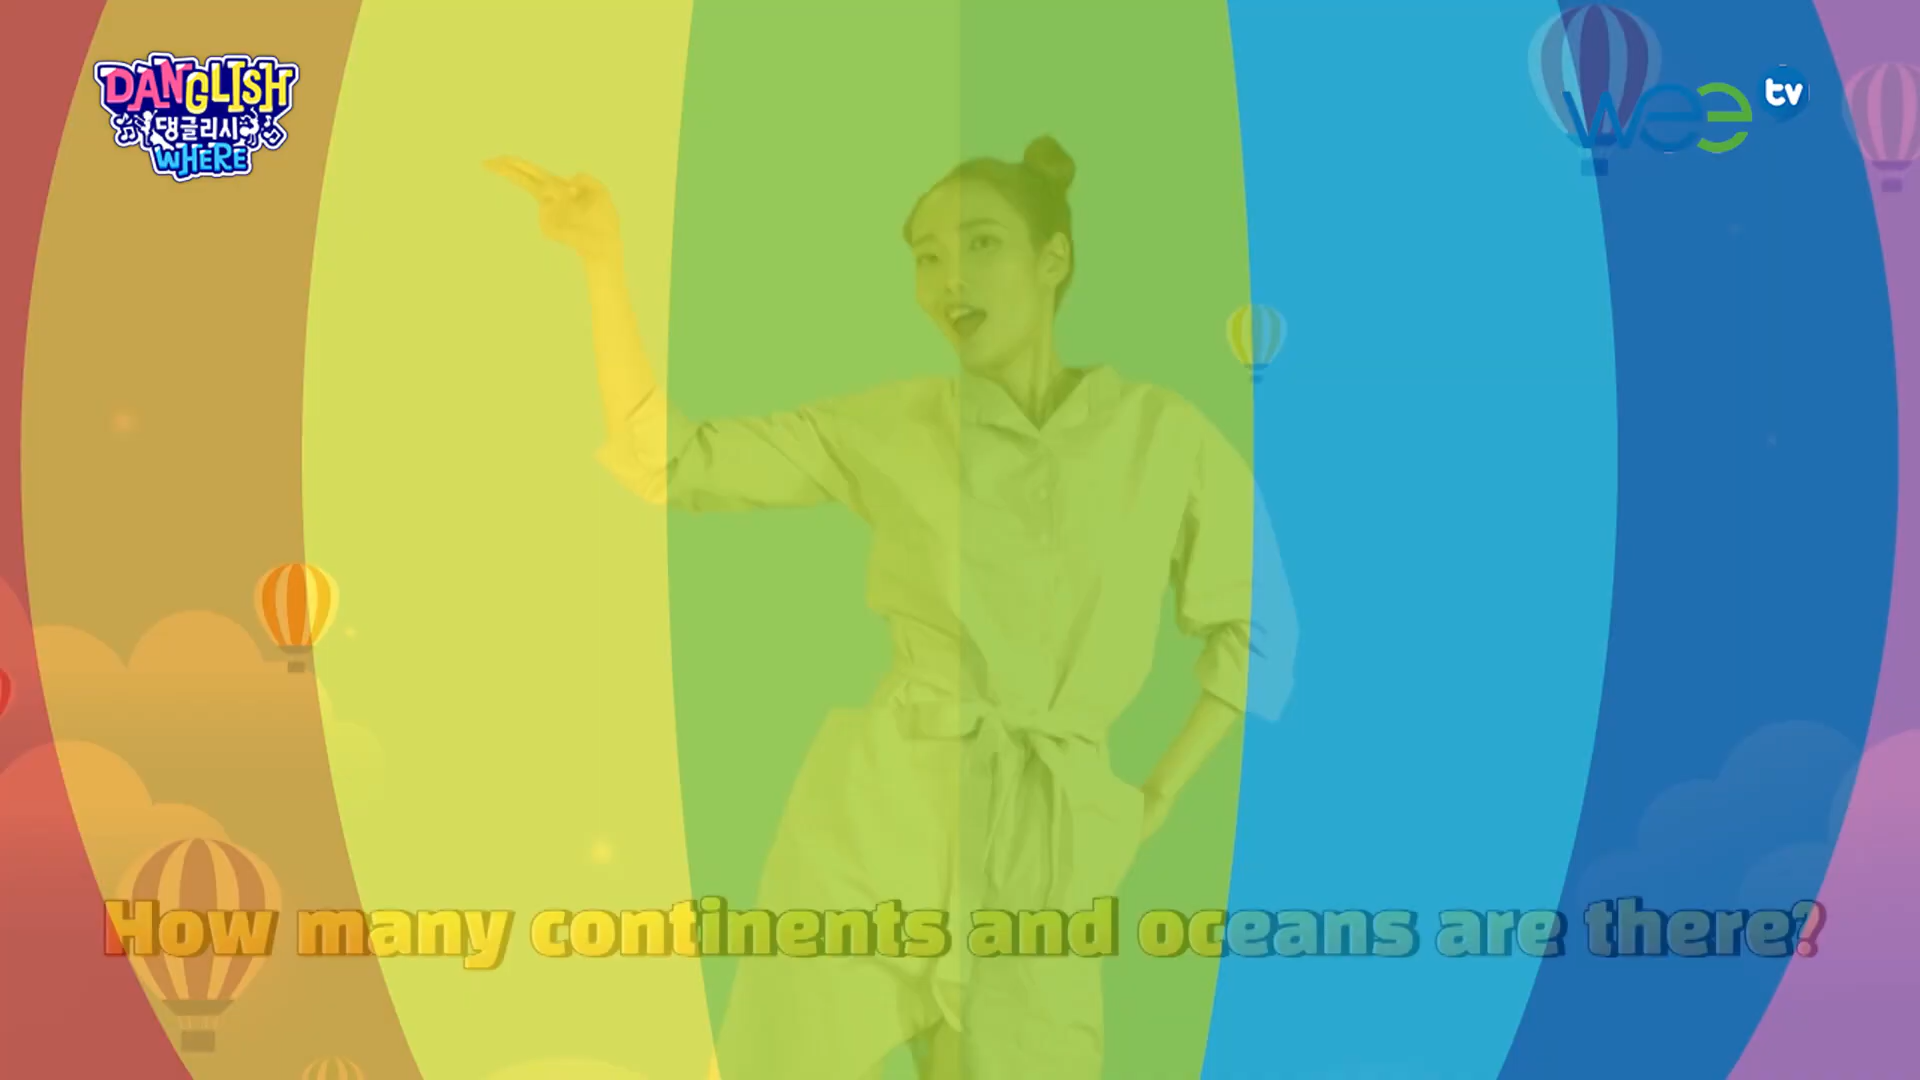 DANGLISH
댕글리시
WHERE
wee tv
How many continents and oceans are there?